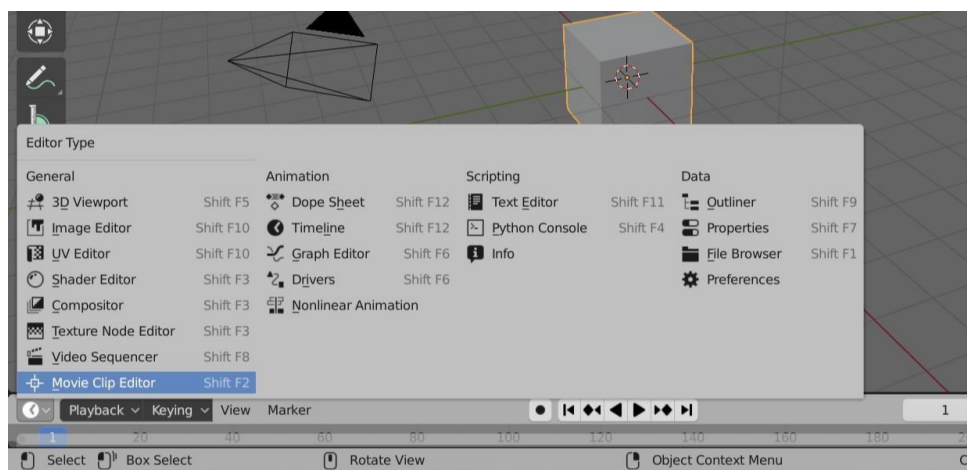 Editor Type
General
3D Viewport Shift F5
Image Editor Shift F10
UV Editor Shift F10
Shader Editor Shift F3
Compositor Shift F3
Texture Node Editor Shift F3
Video Sequencer Shift F8
Movie Clip Editor Shift F2
Animation
Dope Sheet Shift F12
Timeline Shift F12
Graph Editor Shift F6
Drivers Shift F6
Nonlinear Animation
Scripting
Text Editor Shift F11
Python Console Shift F4
Info
Data
Outliner Shift F9
Properties Shift F7
File Browser Shift F1
Preferences
Playback Keying View Marker 1
1 20 40 60 80 100 120 140 160 180
Select Box Select Rotate View Object Context Menu